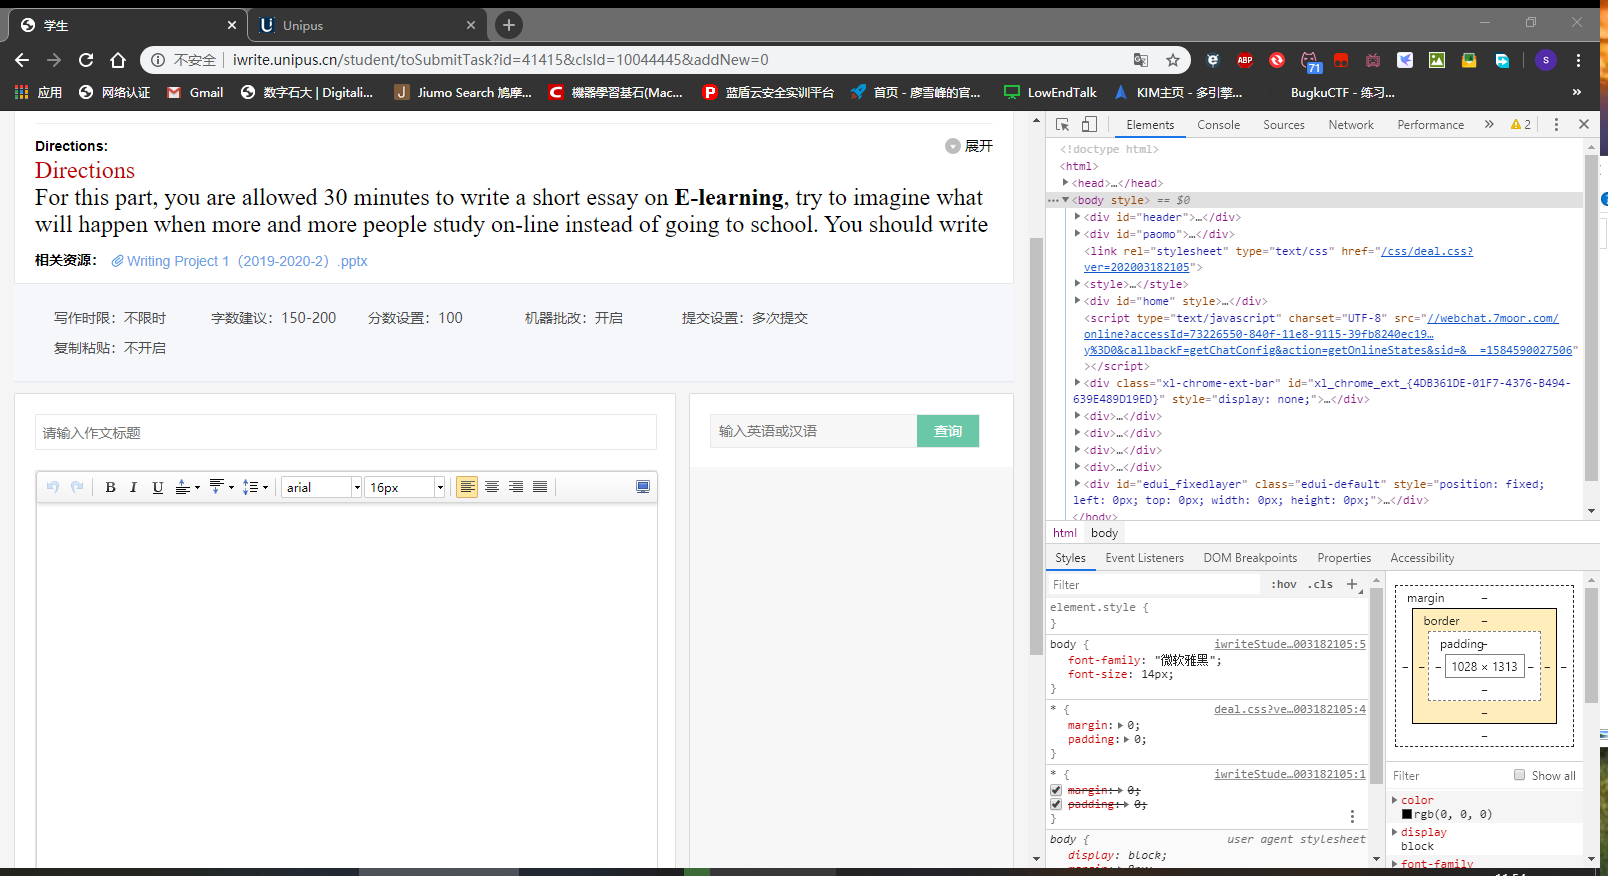 学生
Unipus
不安全
iwrite.unipus.cn/student/toSubmitTask?id=41415&clsId=10044445&addNew=0
ABP
71
S
应用
网络认证
Gmail
数字石大 | Digitali...
Jiumo Search 鸠摩...
機器學習基石(Mac...
蓝盾云安全实训平台
首页 - 廖雪峰的官...
LowEndTalk
KIM主页 - 多引擎...
BugkuCTF - 练习...
»
Directions:
展开
Directions
For this part, you are allowed 30 minutes to write a short essay on E-learning, try to imagine what
will happen when more and more people study on-line instead of going to school. You should write
相关资源：
Writing Project 1（2019-2020-2）.pptx
写作时限：不限时
字数建议：150-200
分数设置：100
机器批改：开启
提交设置：多次提交
复制粘贴：不开启
请输入作文标题
输入英语或汉语
查询
B I U
arial
16px
Elements
Console
Sources
Network
Performance
»
2
<!doctype html>
<html>
<head>…</head>
<body style> == $0
<div id="header">…</div>
<div id="paomo">…</div>
<link rel="stylesheet" type="text/css" href="/css/deal.css?
ver=202003182105">
<style>…</style>
<div id="home" style>…</div>
<script type="text/javascript" charset="UTF-8" src="//webchat.7moor.com/
online?accessId=73226550-840f-11e8-9115-39fb8240ec19…
y%3D0&callbackF=getChatConfig&action=getOnlineStates&sid=&__=1584590027506"
></script>
<div class="xl-chrome-ext-bar" id="xl_chrome_ext_{4DB361DE-01F7-4376-B494-
639E489D19ED}" style="display: none;">…</div>
<div>…</div>
<div>…</div>
<div>…</div>
<div>…</div>
<div id="edui_fixedlayer" class="edui-default" style="position: fixed;
left: 0px; top: 0px; width: 0px; height: 0px;">…</div>
</body>
html
body
Styles
Event Listeners
DOM Breakpoints
Properties
Accessibility
Filter
:hov
.cls
+
element.style {
}
body {
iwriteStude…003182105:5
font-family: "微软雅黑";
font-size: 14px;
}
* {
deal.css?ve…003182105:4
margin: 0;
padding: 0;
}
* {
iwriteStude…003182105:1
margin: 0;
padding: 0;
}
body {
user agent stylesheet
display: block;
margin
border
padding
1028 × 1313
Filter
Show all
color
rgb(0, 0, 0)
display
block
font-family